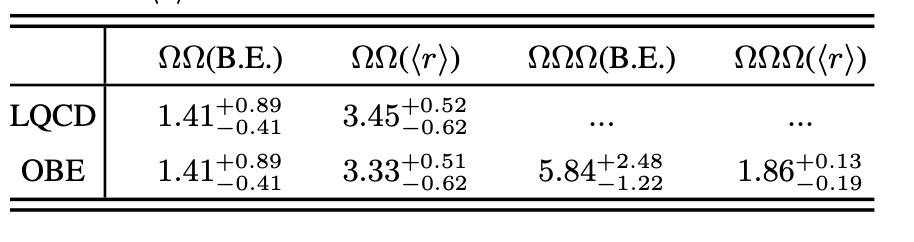 ΩΩ(B.E.) ΩΩ(⟨r⟩) ΩΩΩ(B.E.) ΩΩΩ(⟨r⟩)
LQCD 1.41^{+0.89}_{-0.41} 3.45^{+0.52}_{-0.62} ... ...
OBE 1.41^{+0.89}_{-0.41} 3.33^{+0.51}_{-0.62} 5.84^{+2.48}_{-1.22} 1.86^{+0.13}_{-0.19}